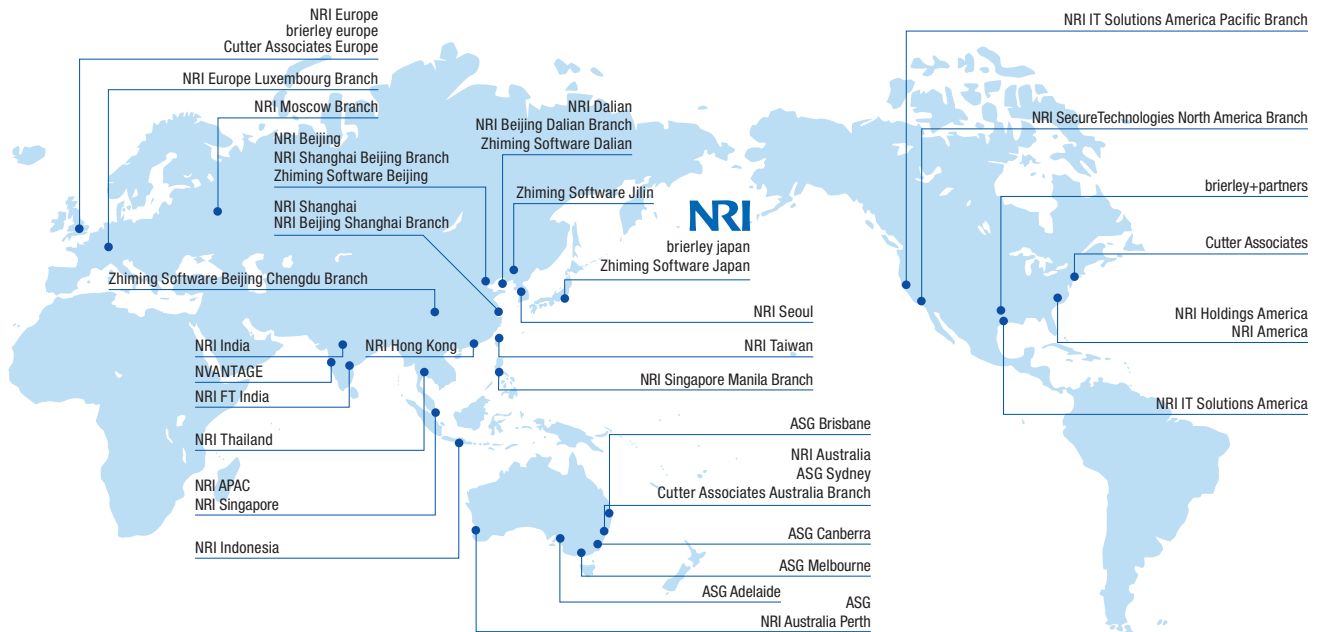 NRI Europe
brierley europe
Cutter Associates Europe
NRI Europe Luxembourg Branch
NRI Moscow Branch
NRI Beijing
NRI Shanghai Beijing Branch
Zhiming Software Beijing
NRI Shanghai
NRI Beijing Shanghai Branch
Zhiming Software Beijing Chengdu Branch
NRI Dalian
NRI Beijing Dalian Branch
Zhiming Software Dalian
Zhiming Software Jilin
NRI
brierley japan
Zhiming Software Japan
NRI Seoul
NRI Taiwan
NRI Singapore Manila Branch
NRI India
NRI Hong Kong
NVANTAGE
NRI FT India
NRI Thailand
NRI APAC
NRI Singapore
NRI Indonesia
ASG Brisbane
NRI Australia
ASG Sydney
Cutter Associates Australia Branch
ASG Canberra
ASG Melbourne
ASG Adelaide
ASG
NRI Australia Perth
NRI IT Solutions America Pacific Branch
NRI SecureTechnologies North America Branch
brierley+partners
Cutter Associates
NRI Holdings America
NRI America
NRI IT Solutions America